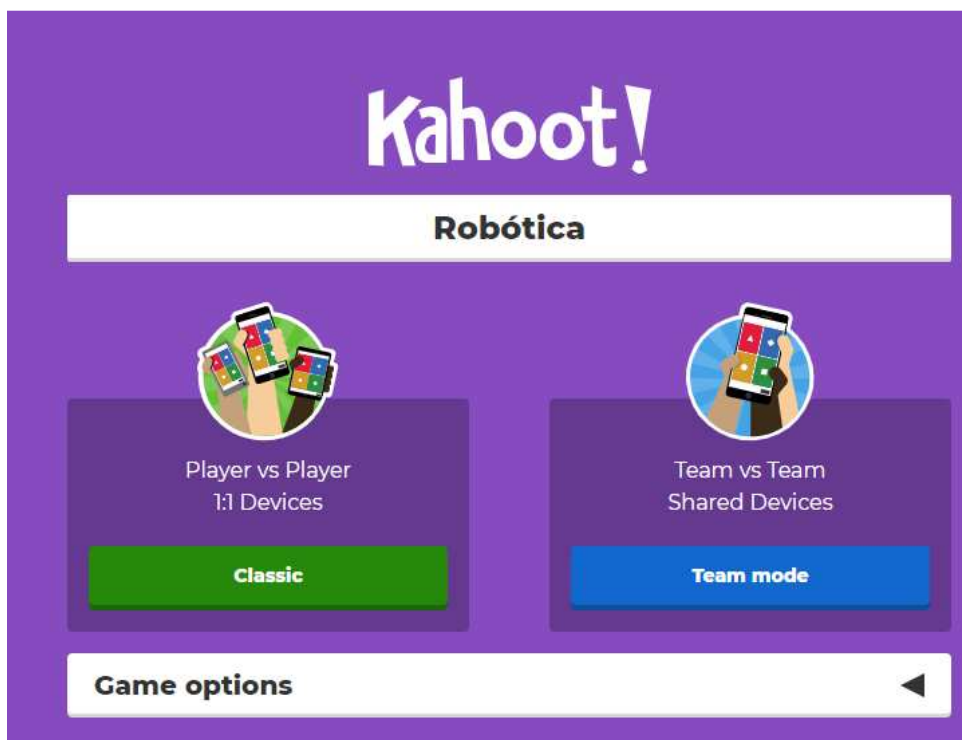 Kahoot!
Robótica
Player vs Player
1:1 Devices
Classic
Team vs Team
Shared Devices
Team mode
Game options